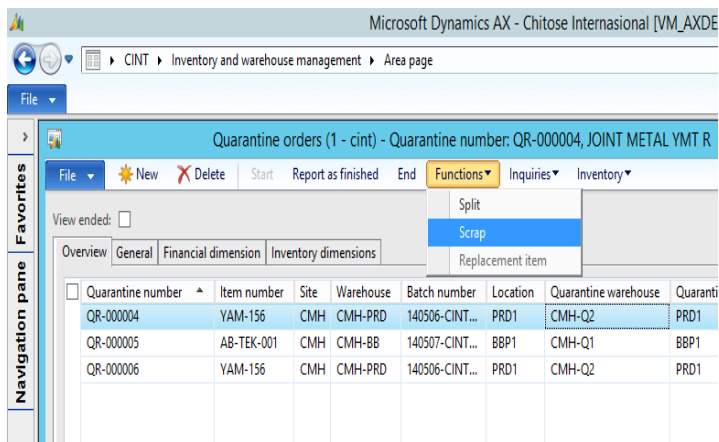 Microsoft Dynamics AX - Chitose Internasional [VM_AXDE
CINT Inventory and warehouse management Area page
File
Quarantine orders (1 - cint) - Quarantine number: QR-000004, JOINT METAL YMT R
File New Delete Start Report as finished End Functions Inquiries Inventory
Split
Scrap
Replacement item
View ended:
Overview General Financial dimension Inventory dimensions
Quarantine number Item number Site Warehouse Batch number Location Quarantine warehouse Quaranti
QR-000004 YAM-156 CMH CMH-PRD 140506-CINT... PRD1 CMH-Q2 PRD1
QR-000005 AB-TEK-001 CMH CMH-BB 140507-CINT... BBP1 CMH-Q1 BBP1
QR-000006 YAM-156 CMH CMH-PRD 140506-CINT... PRD1 CMH-Q2 PRD1
Favorites
Navigation pane